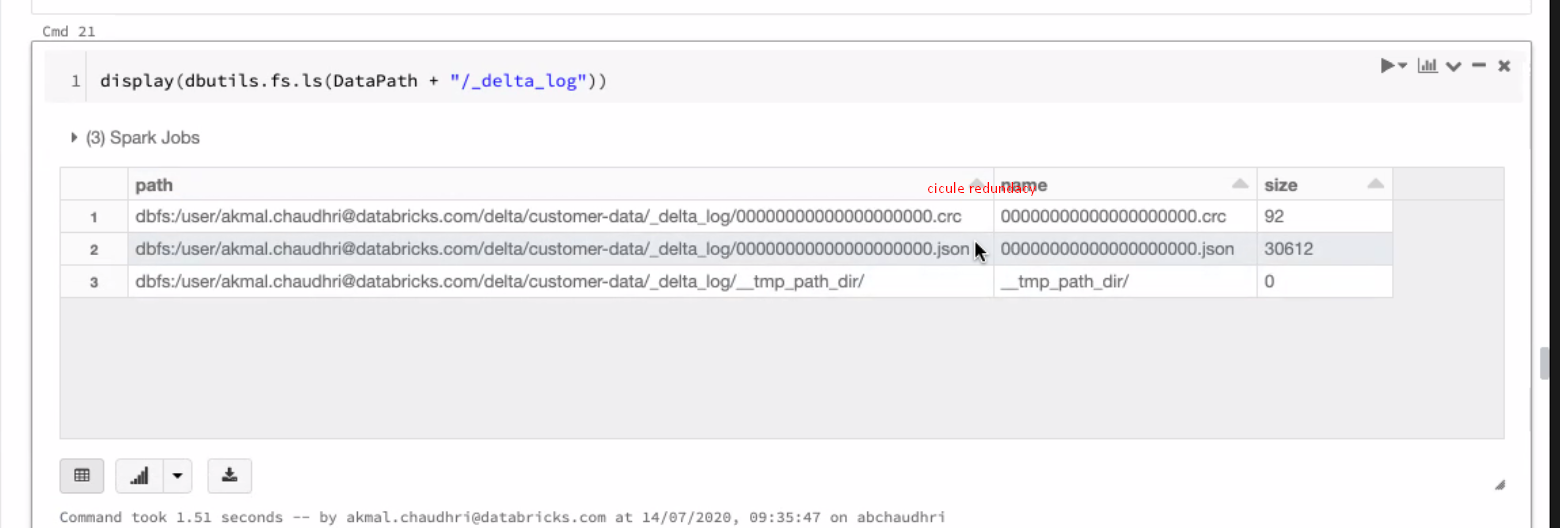 Cmd 21
1 display(dbutils.fs.ls(DataPath + "/_delta_log"))
(3) Spark Jobs
path name size
cicule redundacy
1 dbfs:/user/akmal.chaudhri@databricks.com/delta/customer-data/_delta_log/00000000000000000000.crc 00000000000000000000.crc 92
2 dbfs:/user/akmal.chaudhri@databricks.com/delta/customer-data/_delta_log/00000000000000000000.json 00000000000000000000.json 30612
3 dbfs:/user/akmal.chaudhri@databricks.com/delta/customer-data/_delta_log/__tmp_path_dir/ __tmp_path_dir/ 0
Command took 1.51 seconds -- by akmal.chaudhri@databricks.com at 14/07/2020, 09:35:47 on abchaudhri